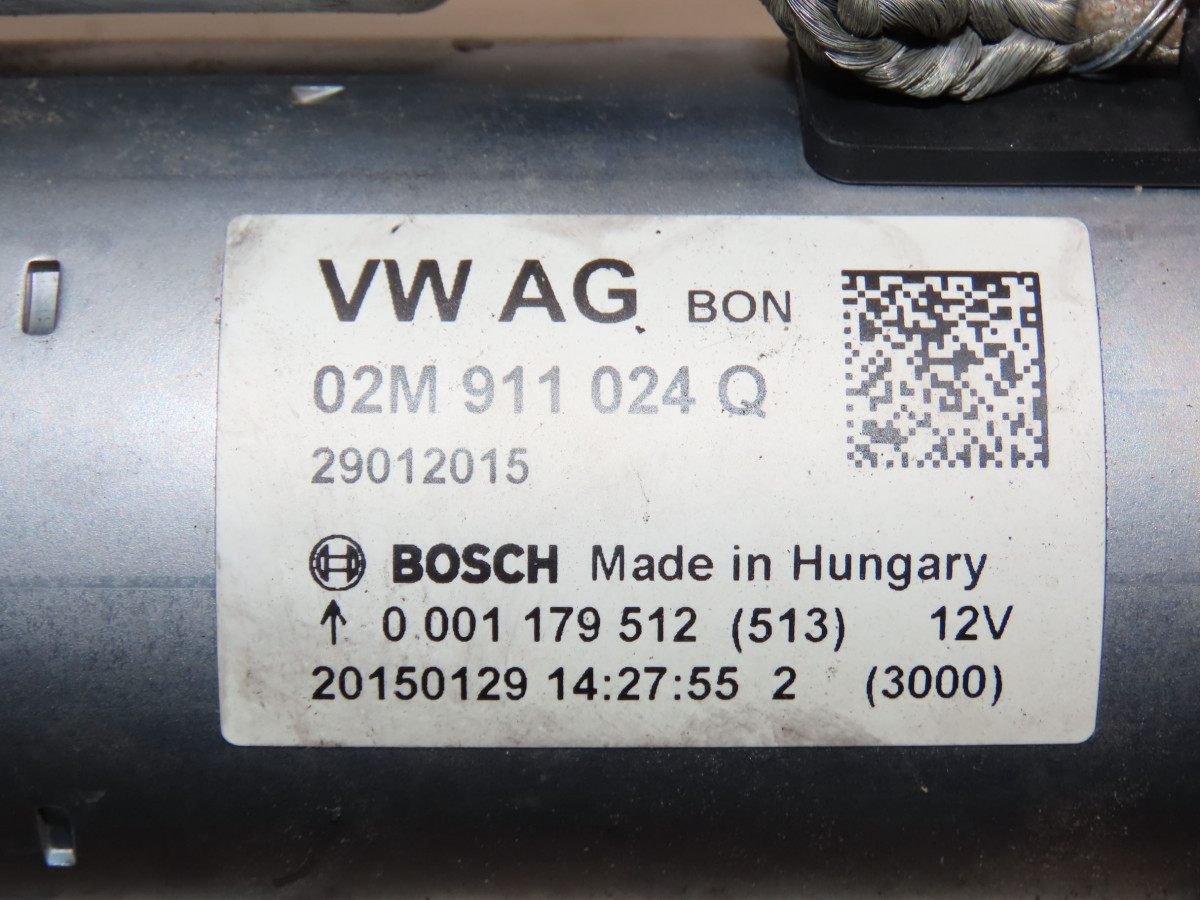 VW AG BON
02M 911 024 Q
29012015
BOSCH Made in Hungary
↑ 0 001 179 512 (513) 12V
20150129 14:27:55 2 (3000)